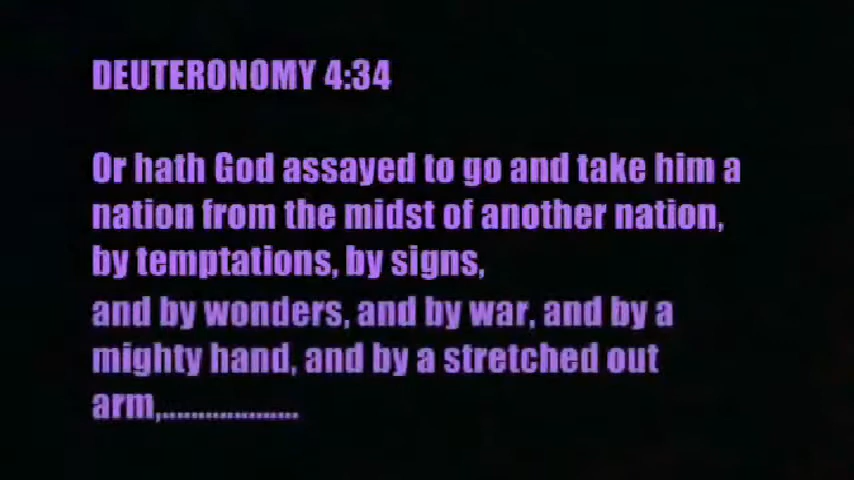 DEUTERONOMY 4:34
Or hath God assayed to go and take him a
nation from the midst of another nation,
by temptations, by signs,
and by wonders, and by war, and by a
mighty hand, and by a stretched out
arm,...................